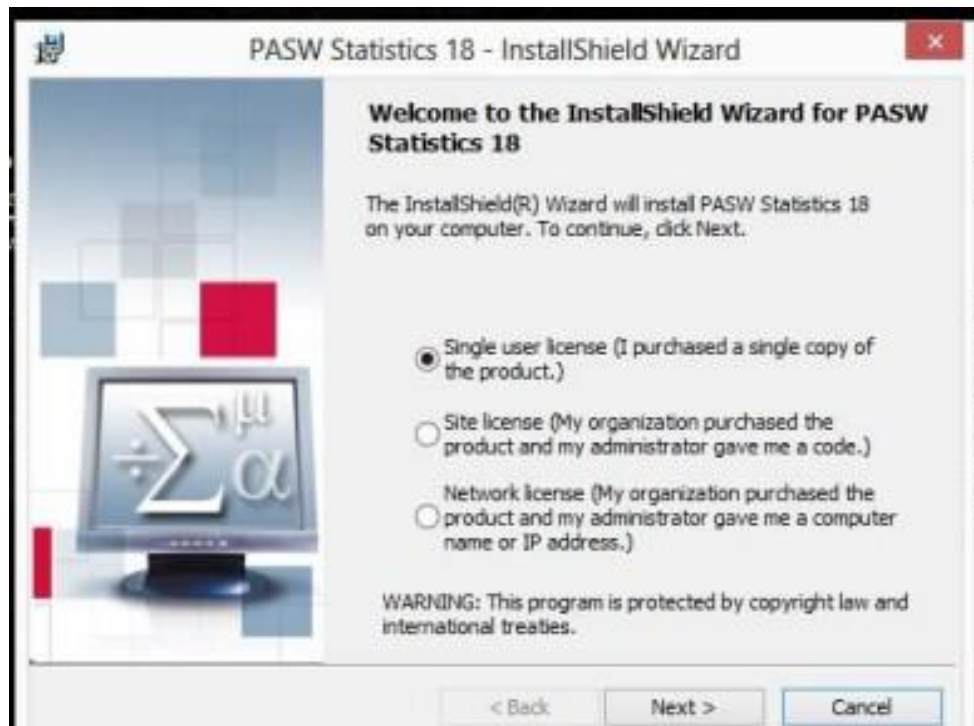 PASW Statistics 18 - InstallShield Wizard
Welcome to the InstallShield Wizard for PASW
Statistics 18
The InstallShield(R) Wizard will install PASW Statistics 18
on your computer. To continue, click Next.
Single user license (I purchased a single copy of
the product.)
Site license (My organization purchased the
product and my administrator gave me a code.)
Network license (My organization purchased the
product and my administrator gave me a computer
name or IP address.)
÷Σμα
WARNING: This program is protected by copyright law and
international treaties.
< Back
Next >
Cancel